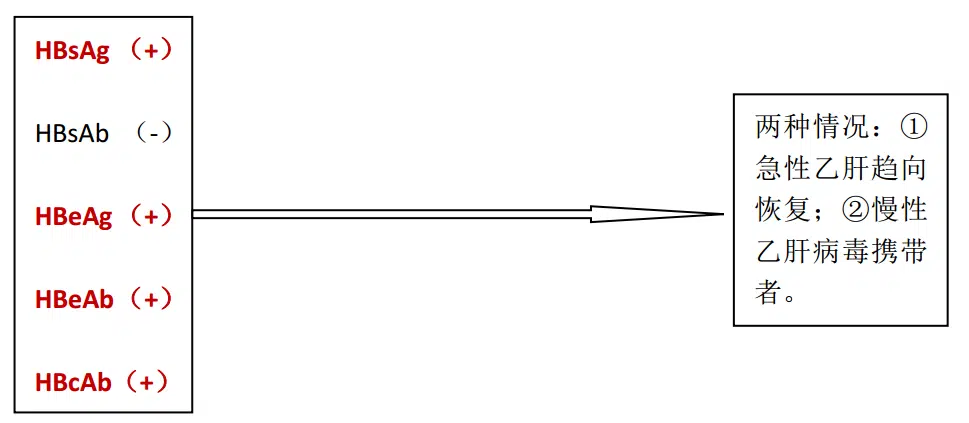 HBsAg （+）
HBsAb （-）
HBeAg（+）
HBeAb（+）
HBcAb（+）
两种情况：①
急性乙肝趋向
恢复；②慢性
乙肝病毒携带
者。